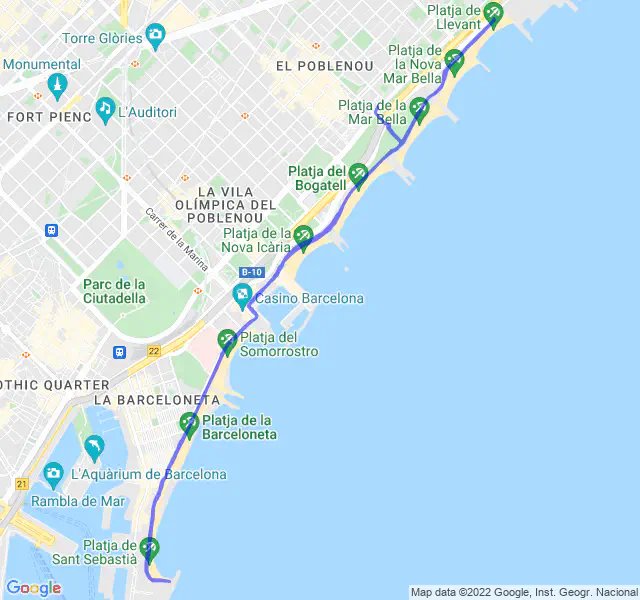 Platja de
Llevant
Torre Glòries
Platja de
la Nova
Mar Bella
EL POBLENOU
Monumental
L'Auditori
Platja de la
Mar Bella
FORT PIENC
Platja del
Bogatell
LA VILA
OLÍMPICA DEL
POBLENOU
Carrer de la Marina
Platja de la
Nova Icària
B-10
Parc de la
Ciutadella
Casino Barcelona
Platja del
Somorrostro
22
OTHIC QUARTER
LA BARCELONETA
Platja de la
Barceloneta
L'Aquàrium de Barcelona
21
Rambla de Mar
Platja de
Sant Sebastià
Google
Map data ©2022 Google, Inst. Geogr. Nacional